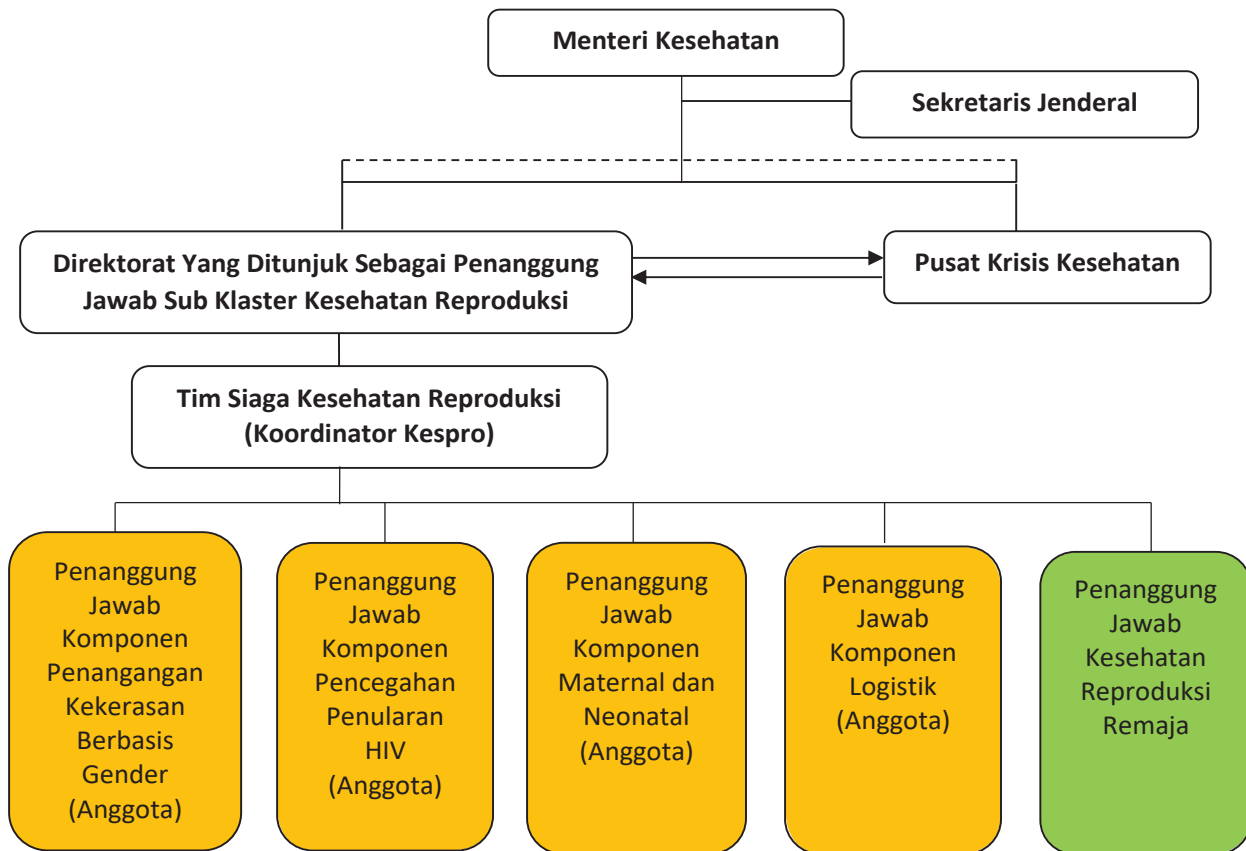 Menteri Kesehatan
Sekretaris Jenderal
Direktorat Yang Ditunjuk Sebagai Penanggung
Jawab Sub Klaster Kesehatan Reproduksi
Pusat Krisis Kesehatan
Tim Siaga Kesehatan Reproduksi
(Koordinator Kespro)
Penanggung
Jawab
Komponen
Penangangan
Kekerasan
Berbasis
Gender
(Anggota)
Penanggung
Jawab
Komponen
Pencegahan
Penularan
HIV
(Anggota)
Penanggung
Jawab
Komponen
Maternal dan
Neonatal
(Anggota)
Penanggung
Jawab
Komponen
Logistik
(Anggota)
Penanggung
Jawab
Kesehatan
Reproduksi
Remaja